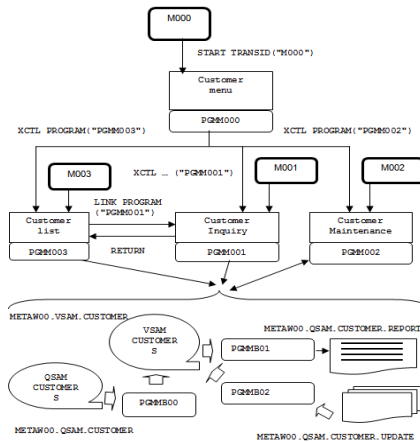 M000
START TRANSID("M000")
Customer
menu
PGMM000
XCTL PROGRAM("PGMM003")
XCTL PROGRAM("PGMM002")
M003
XCTL … ("PGMM001")
M001
M002
LINK PROGRAM
("PGMM001")
Customer
list
Customer
Inquiry
Customer
Maintenance
PGMM003
RETURN
PGMM001
PGMM002
METAW00.VSAM.CUSTOMER
VSAM
CUSTOMER
S
METAW00.QSAM.CUSTOMER.REPORT
PGMMB01
QSAM
CUSTOMER
S
PGMMB00
PGMMB02
METAW00.QSAM.CUSTOMER
METAW00.QSAM.CUSTOMER.UPDATE